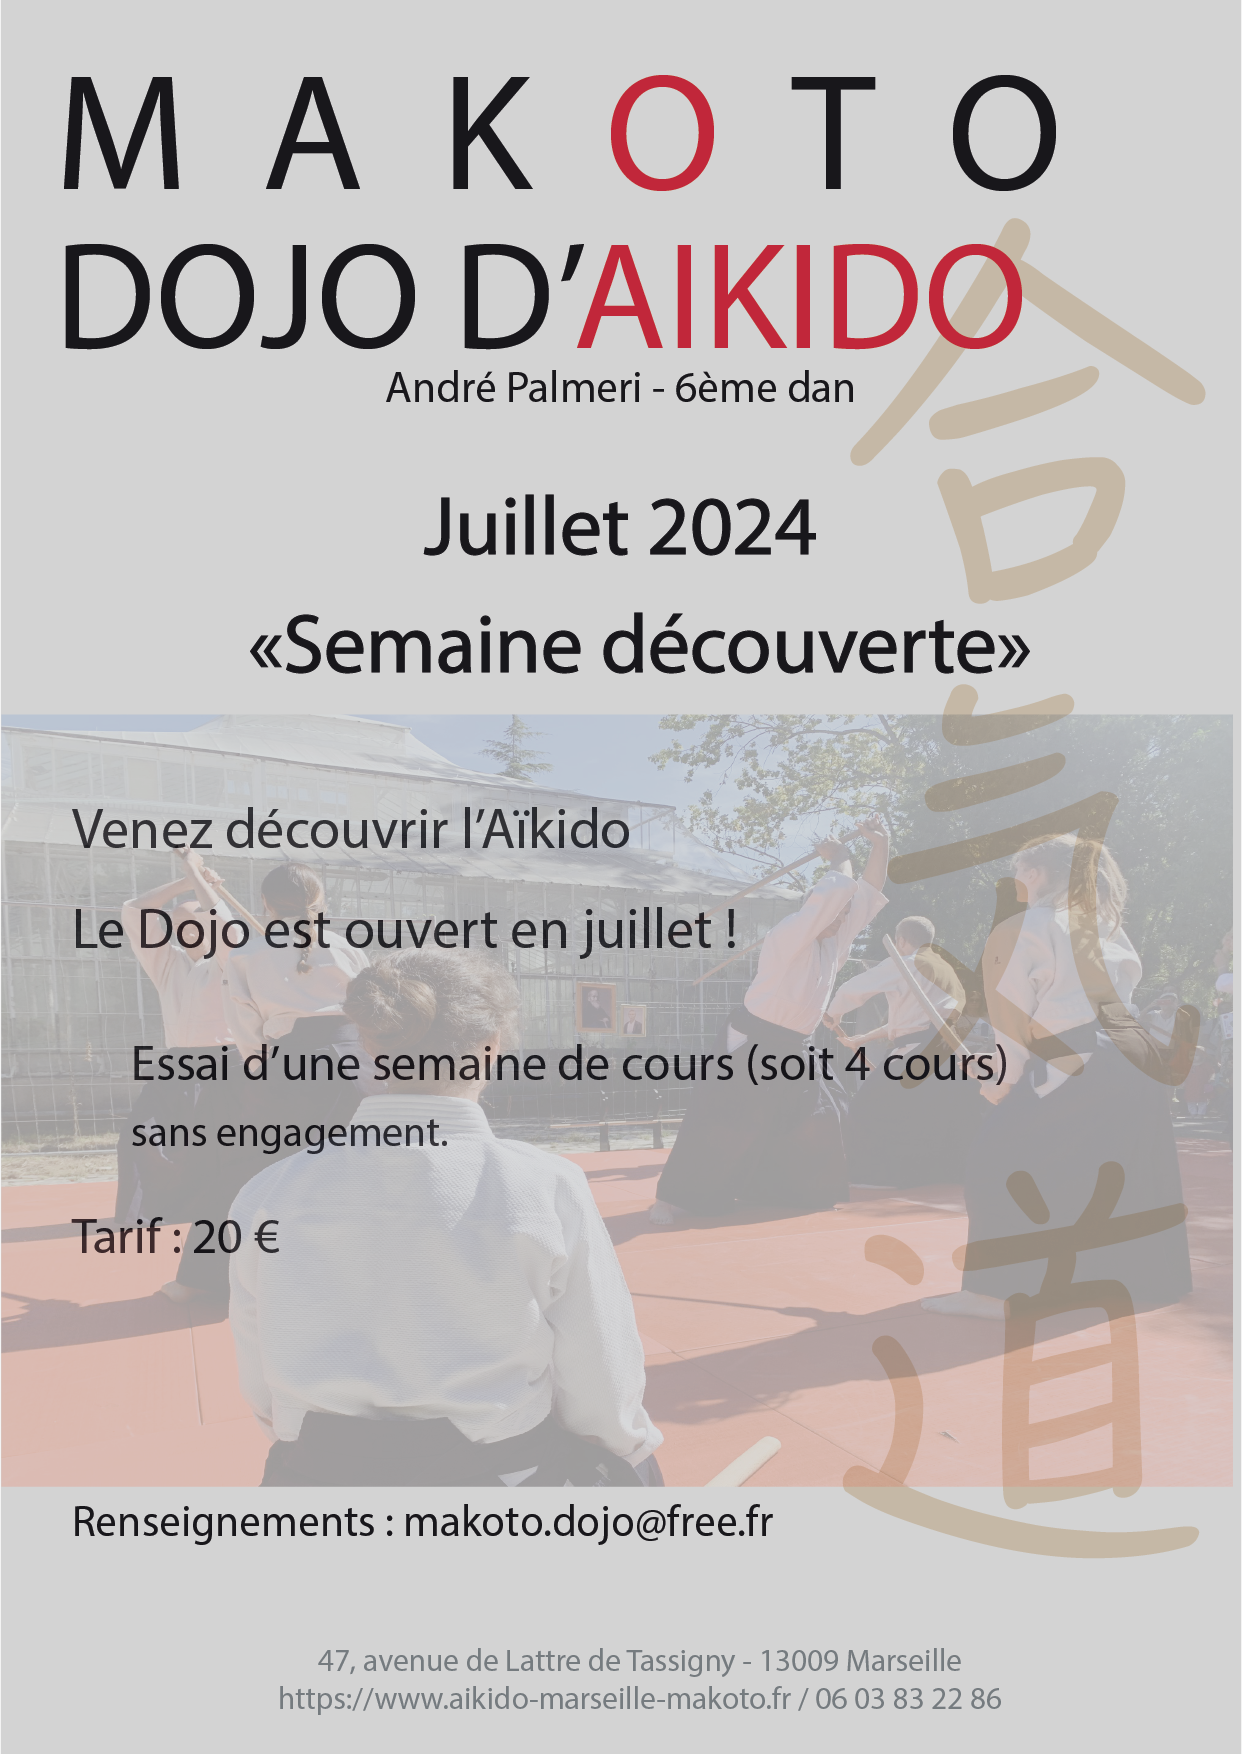 MAKOTO
DOJO D’AIKIDO
André Palmeri - 6ème dan
Juillet 2024
«Semaine découverte»
Venez découvrir l’Aïkido
Le Dojo est ouvert en juillet !
Essai d’une semaine de cours (soit 4 cours)
sans engagement.
Tarif : 20 €
Renseignements : makoto.dojo@free.fr
47, avenue de Lattre de Tassigny - 13009 Marseille
https://www.aikido-marseille-makoto.fr / 06 03 83 22 86
合気道